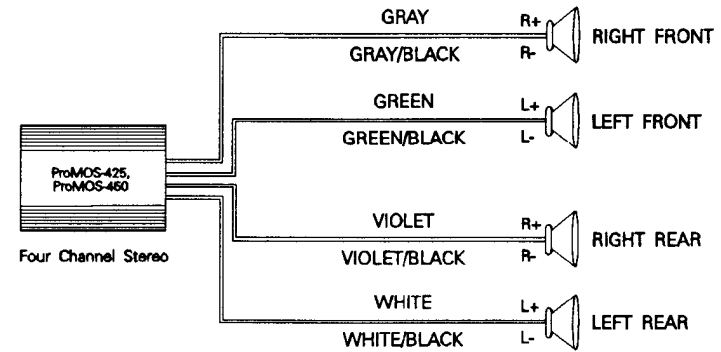 GRAY R+
GRAY/BLACK R-
RIGHT FRONT
GREEN L+
GREEN/BLACK L-
LEFT FRONT
ProMOS-425,
ProMOS-450
Four Channel Stereo
VIOLET R+
VIOLET/BLACK R-
RIGHT REAR
WHITE L+
WHITE/BLACK L-
LEFT REAR